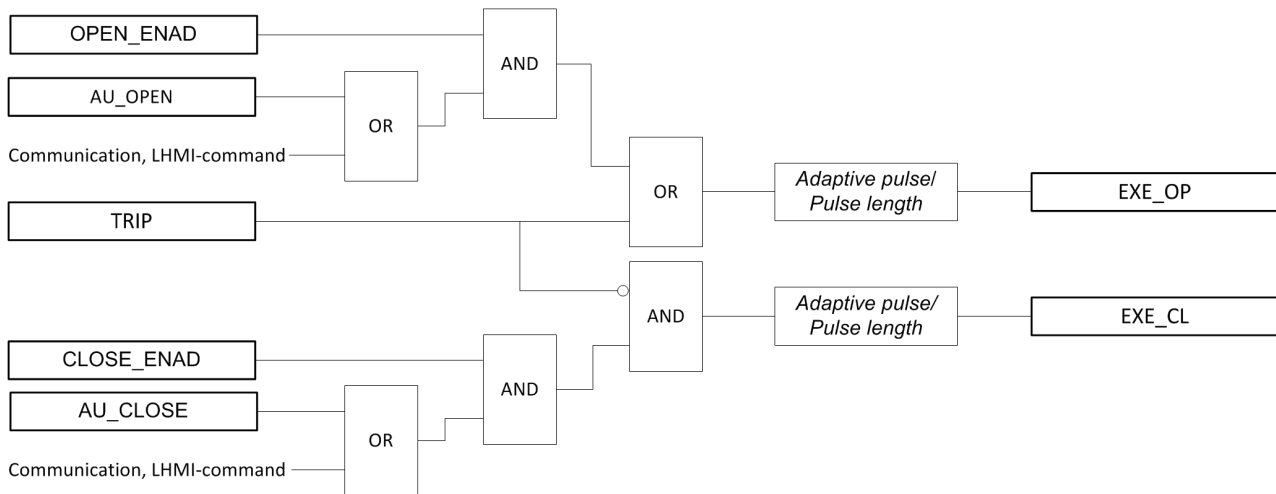 OPEN_ENAD
AND
AU_OPEN
OR
Communication, LHMI-command
OR
Adaptive pulse/
Pulse length
EXE_OP
TRIP
AND
Adaptive pulse/
Pulse length
EXE_CL
CLOSE_ENAD
AND
AU_CLOSE
OR
Communication, LHMI-command